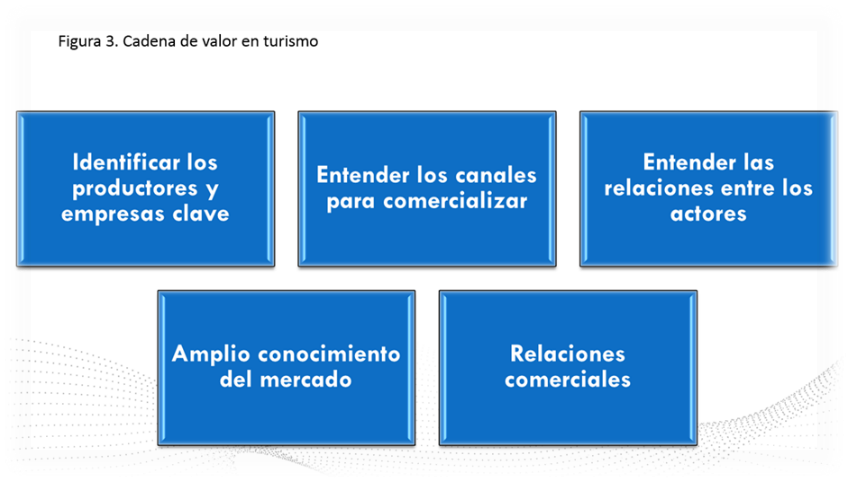 Figura 3. Cadena de valor en turismo
Identificar los
productores y
empresas clave
Entender los canales
para comercializar
Entender las
relaciones entre los
actores
Amplio conocimiento
del mercado
Relaciones
comerciales